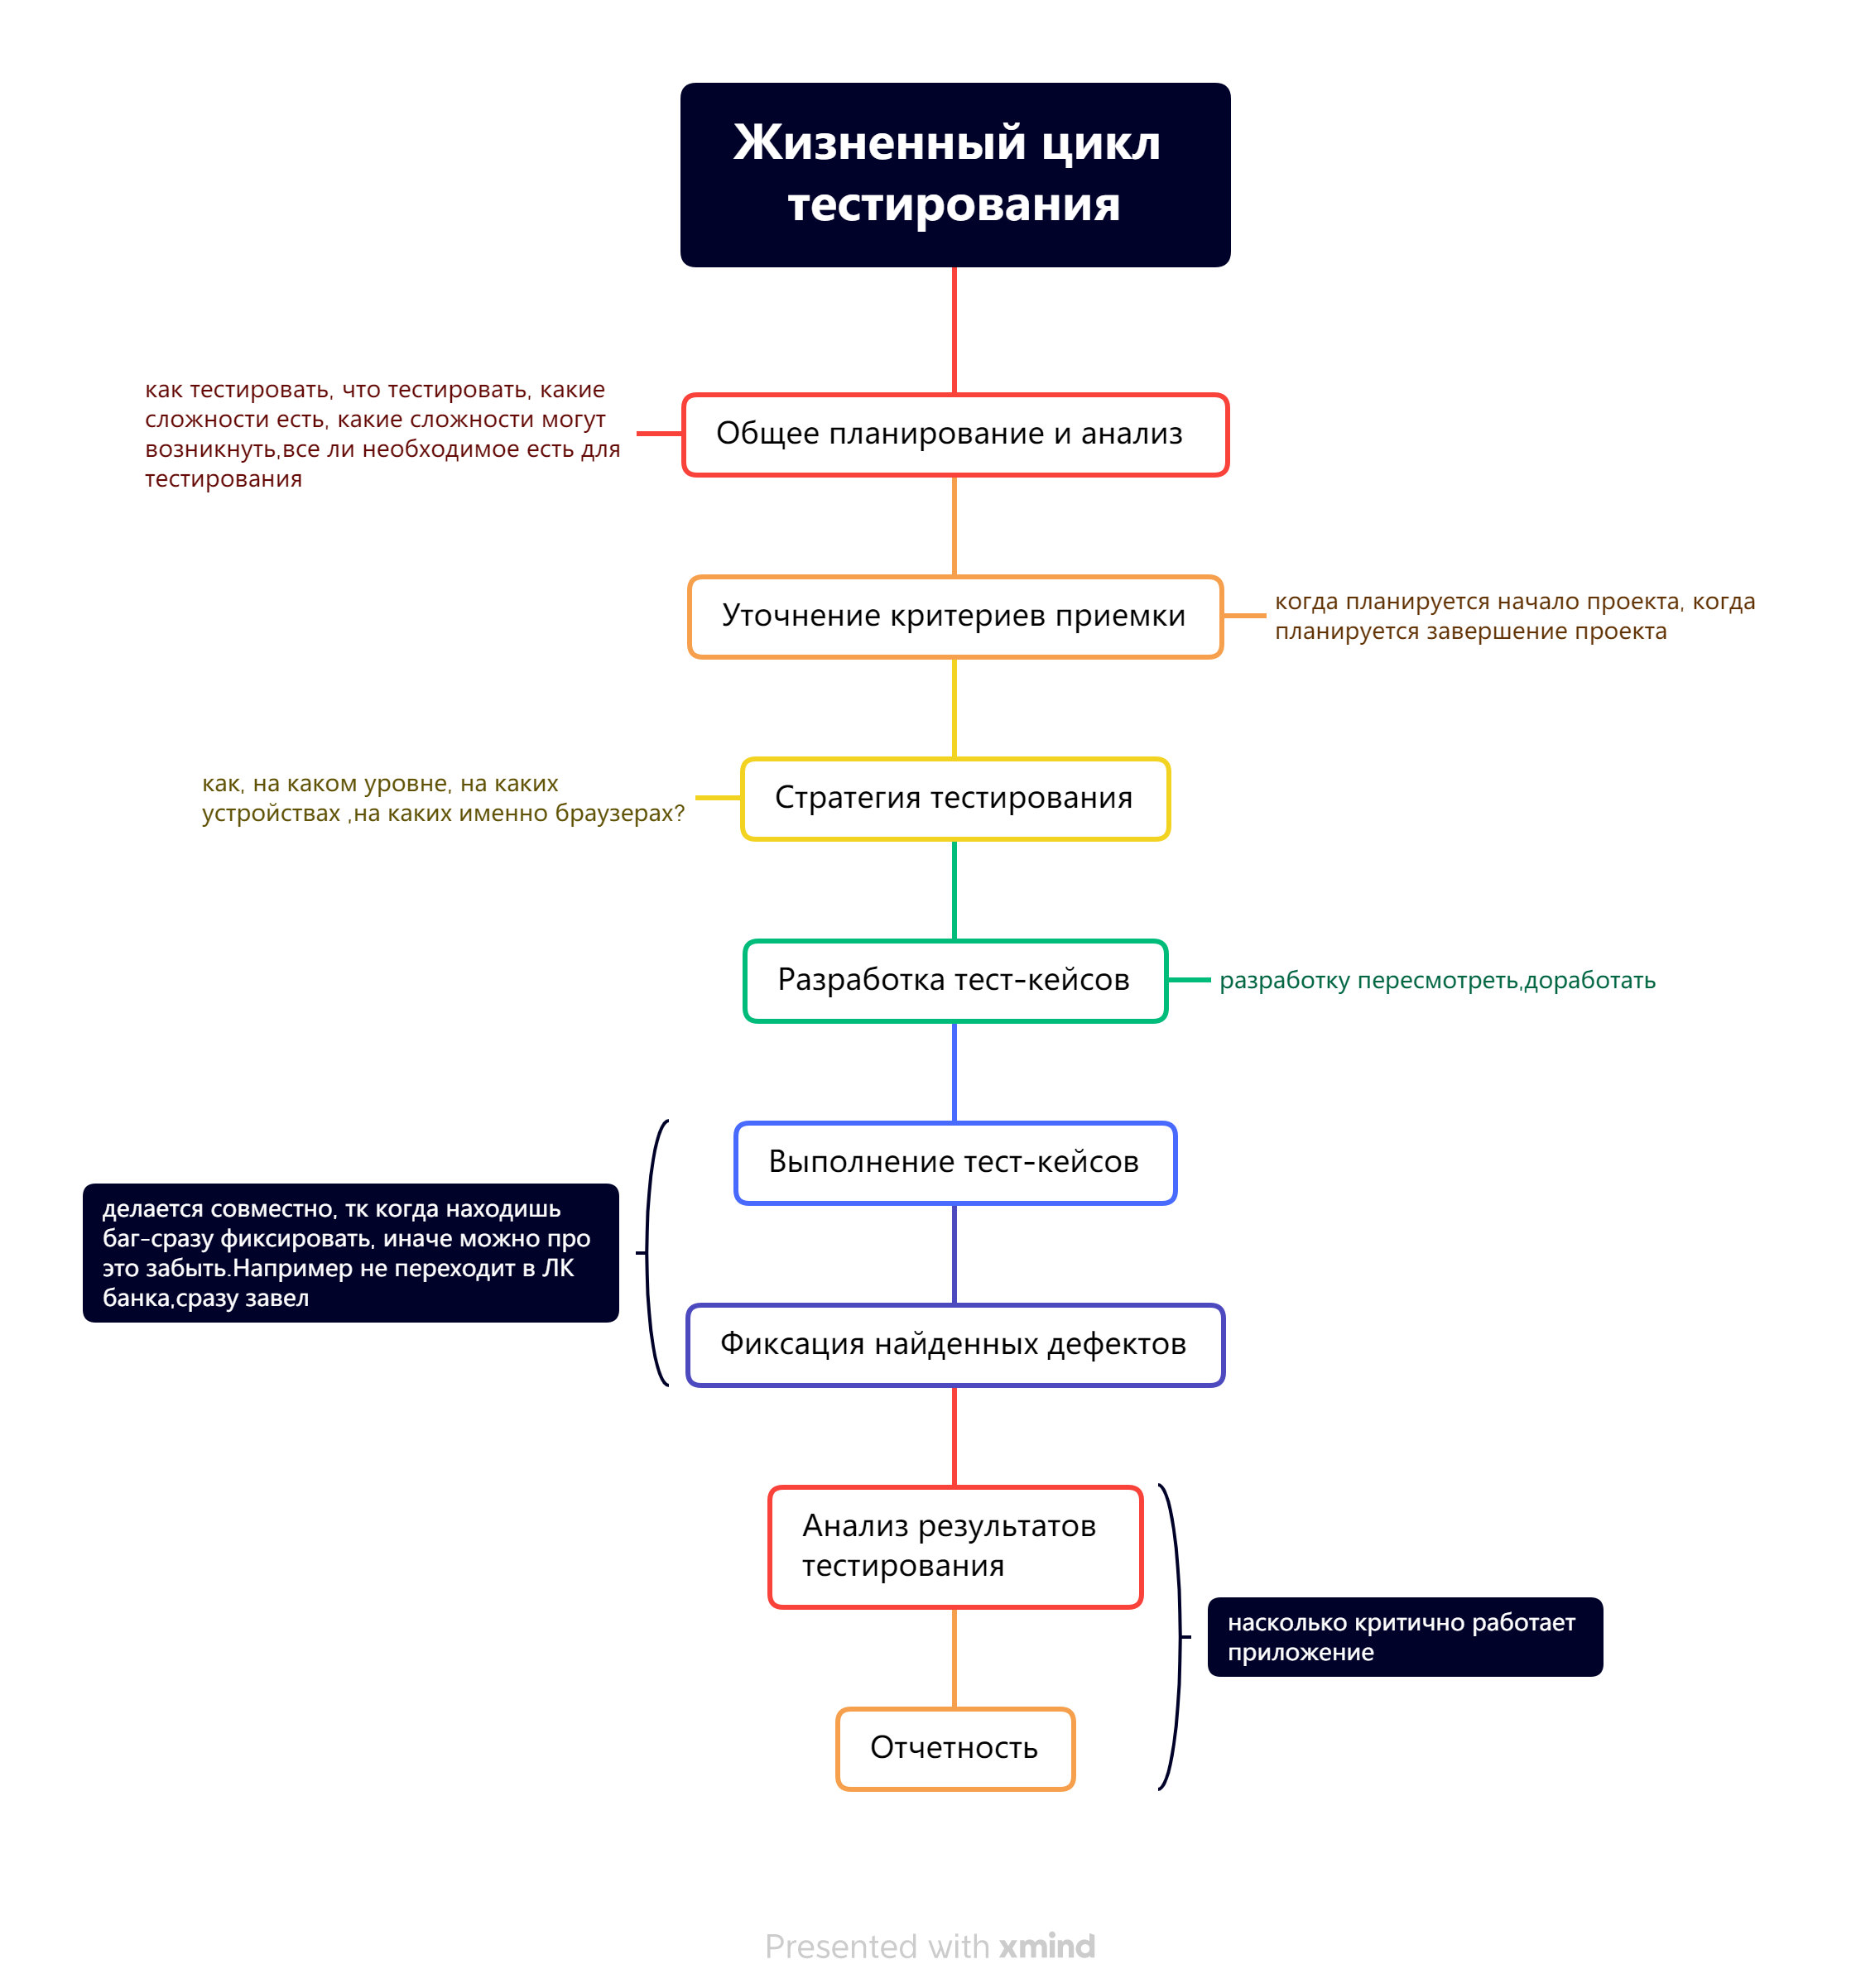 Жизненный цикл
тестирования
как тестировать, что тестировать, какие
сложности есть, какие сложности могут
возникнуть,все ли необходимое есть для
тестирования
Общее планирование и анализ
Уточнение критериев приемки
когда планируется начало проекта, когда
планируется завершение проекта
как, на каком уровне, на каких
устройствах ,на каких именно браузерах?
Стратегия тестирования
Разработка тест-кейсов
разработку пересмотреть,доработать
Выполнение тест-кейсов
делается совместно, тк когда находишь
баг-сразу фиксировать, иначе можно про
это забыть.Например не переходит в ЛК
банка,сразу завел
Фиксация найденных дефектов
Анализ результатов
тестирования
насколько критично работает
приложение
Отчетность
Presented with xmind